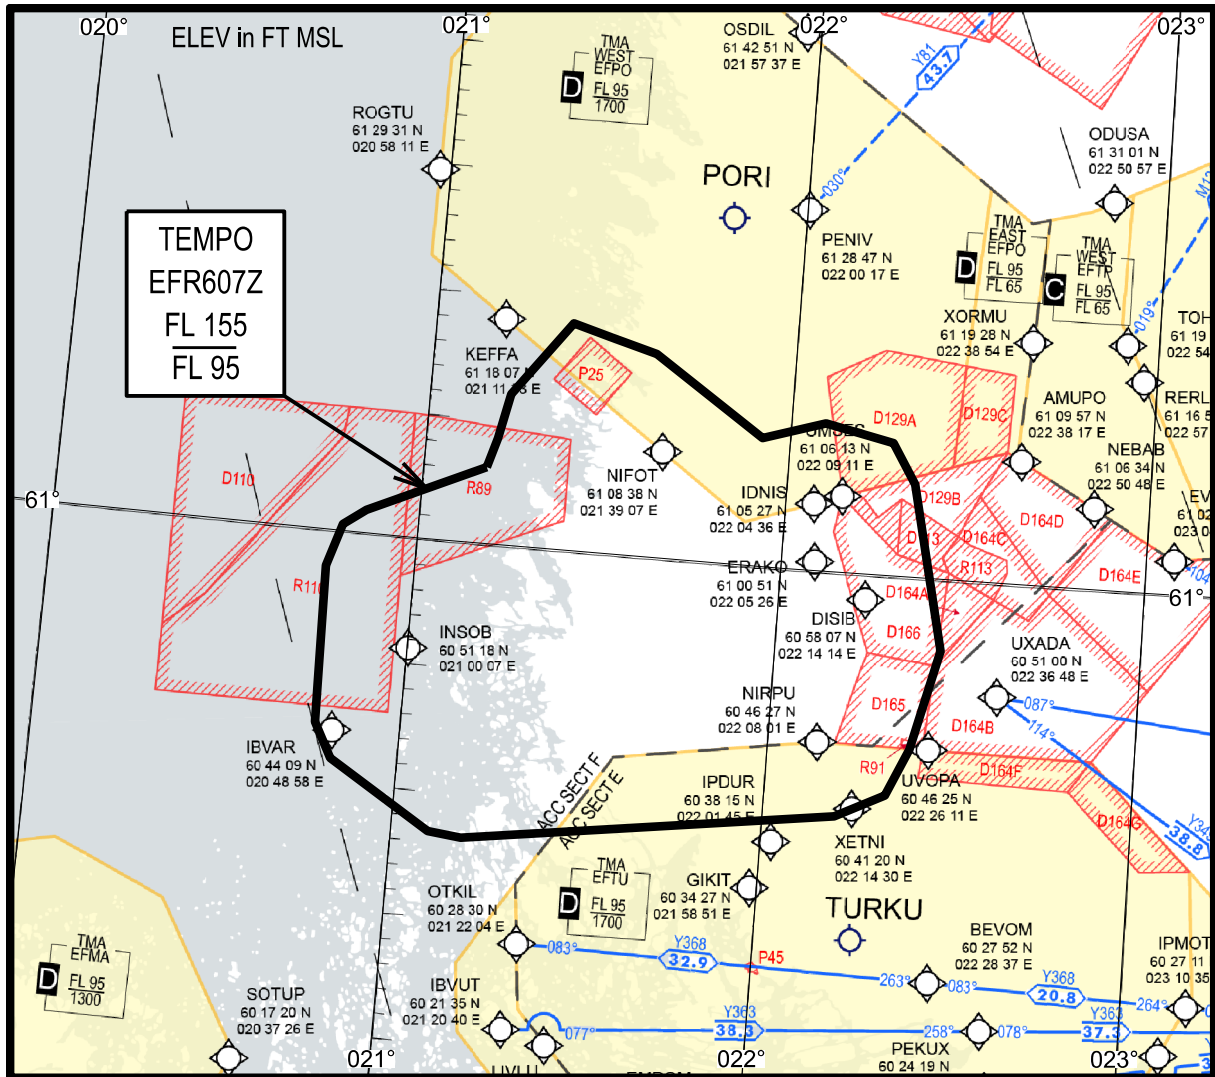 020°
021°
022°
023°
ELEV in FT MSL
OSDIL
61 42 51 N
021 57 37 E
TMA
WEST
EFPO
D
FL 95
1700
Y81
43.7
ROGTU
61 29 31 N
020 58 11 E
ODUSA
61 31 01 N
022 50 57 E
PORI
030°
PENIV
61 28 47 N
022 00 17 E
TMA
EAST
EFPO
D
FL 95
FL 65
TMA
WEST
EFTP
C
FL 95
FL 65
TEMPO
EFR607Z
FL 155
FL 95
XORMU
61 19 28 N
022 38 54 E
019°
KEFFA
61 18 07 N
P25
D129A
D129C
AMUPO
61 09 57 N
022 38 17 E
NEBAB
61 06 34 N
022 50 48 E
61 06 13 N
022 09 11 E
NIFOT
61 08 38 N
021 39 07 E
IDNIS
61 05 27 N
022 04 36 E
D110
R89
61°
D129B
D164D
D164C
R113
D164E
104°
ERAKO
61 00 51 N
022 05 26 E
D164A
61°
DISIB
60 58 07 N
022 14 14 E
D166
INSOB
60 51 18 N
021 00 07 E
UXADA
60 51 00 N
022 36 48 E
NIRPU
60 46 27 N
022 08 01 E
D165
D164B
087°
114°
IBVAR
60 44 09 N
020 48 58 E
R91
D164F
ACC SECT F
ACC SECT E
IPDUR
60 38 15 N
022 01 45 E
UVOPA
60 46 25 N
022 26 11 E
D164G
38.8
XETNI
60 41 20 N
022 14 30 E
TMA
EFTU
D
FL 95
1700
GIKIT
60 34 27 N
021 58 51 E
OTKIL
60 28 30 N
021 22 04 E
TURKU
BEVOM
60 27 52 N
022 28 37 E
TMA
EFMA
D
FL 95
1300
083°
Y368
32.9
P45
263°
083°
Y368
20.8
264°
IPMOT
60 27 11
023 10 35
SOTUP
60 17 20 N
020 37 26 E
IBVUT
60 21 35 N
021 20 40 E
077°
Y363
38.3
258°
078°
Y363
37.3
PEKUX
60 24 19 N
021°
022°
023°